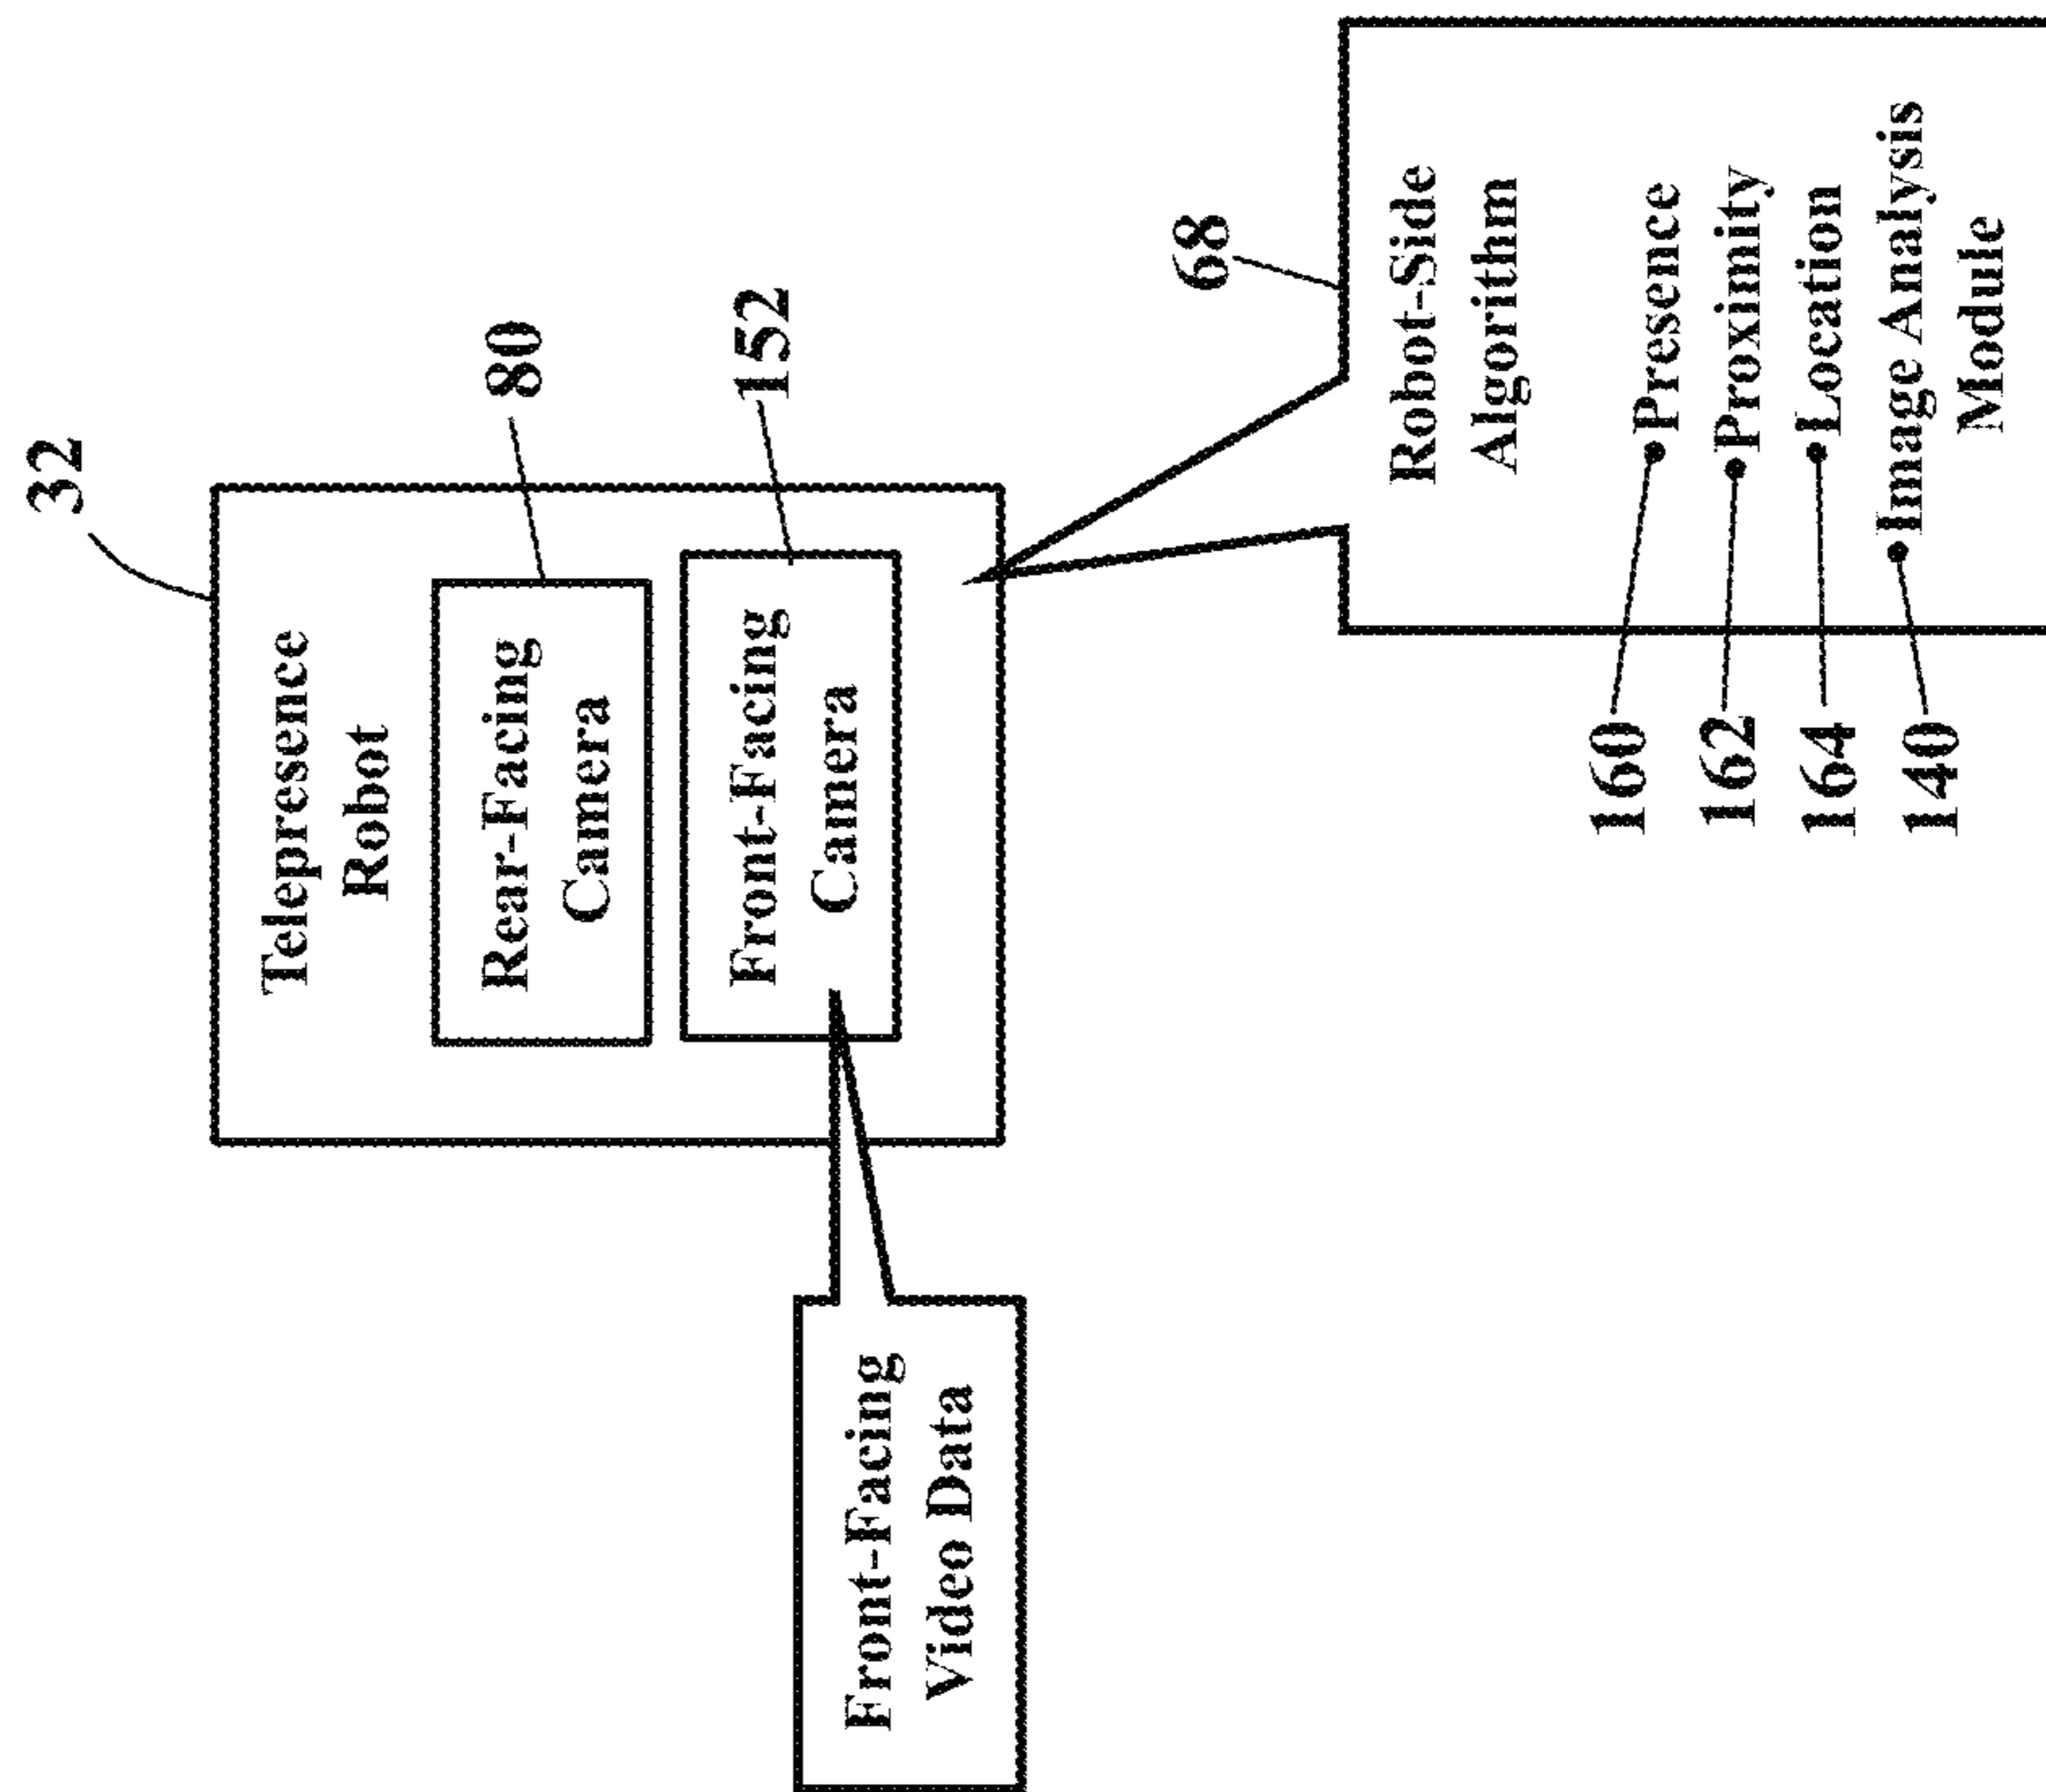 32
Telepresence
Robot
80
Rear-Facing
Camera
152
Front-Facing
Camera
Front-Facing
Video Data
68
Robot-Side
Algorithm
160
•Presence
162
•Proximity
164
•Location
140
•Image Analysis
Module